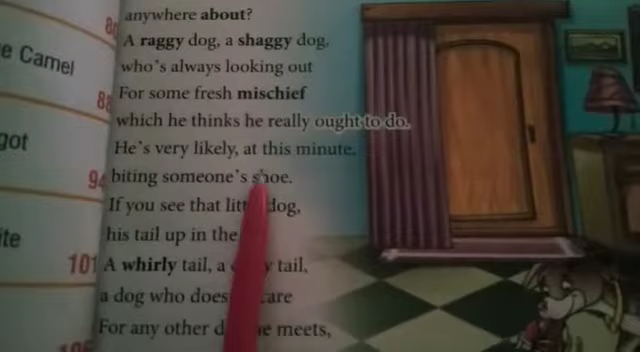 anywhere about?
A raggy dog, a shaggy dog,
who's always looking out
For some fresh mischief
which he thinks he really ought to do.
He's very likely, at this minute,
biting someone's shoe.
If you see that dog,
his tail up in the
A whirly tail, a tail,
a dog who does
For any other meets,
e Camel
got
ite
88
94
101